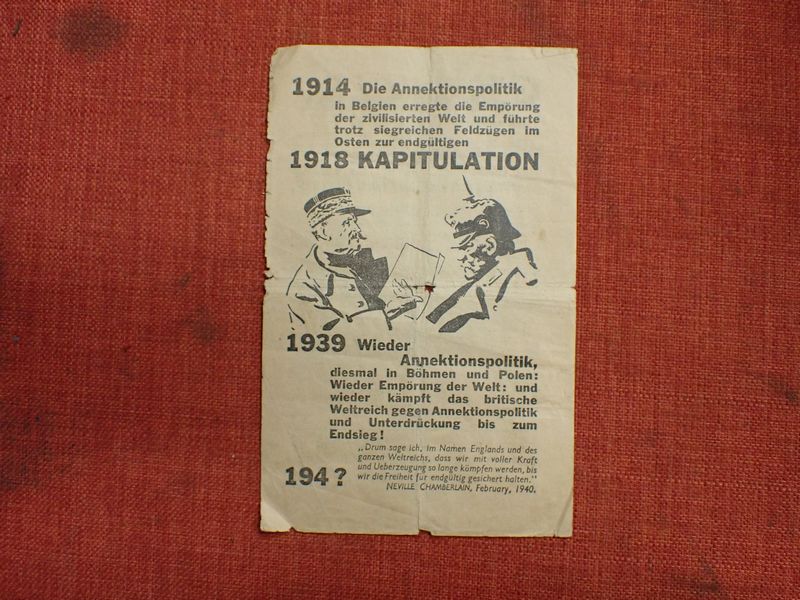 1914 Die Annektionspolitik
in Belgien erregte die Empörung
der zivilisierten Welt und führte
trotz siegreichen Feldzügen im
Osten zur endgültigen
1918 KAPITULATION
1939 Wieder
Annektionspolitik,
diesmal in Böhmen und Polen:
Wieder Empörung der Welt: und
wieder kämpft das britische
Weltreich gegen Annektionspolitik
und Unterdrückung bis zum
Endsieg!
„Drum sage ich, im Namen Englands und des
ganzen Weltreichs, dass wir mit voller Kraft
und Ueberzeugung so lange kömpfen werden, bis
wir die Freiheit für endgültig gesichert halten."
NEVILLE CHAMBERLAIN, February, 1940.
194?